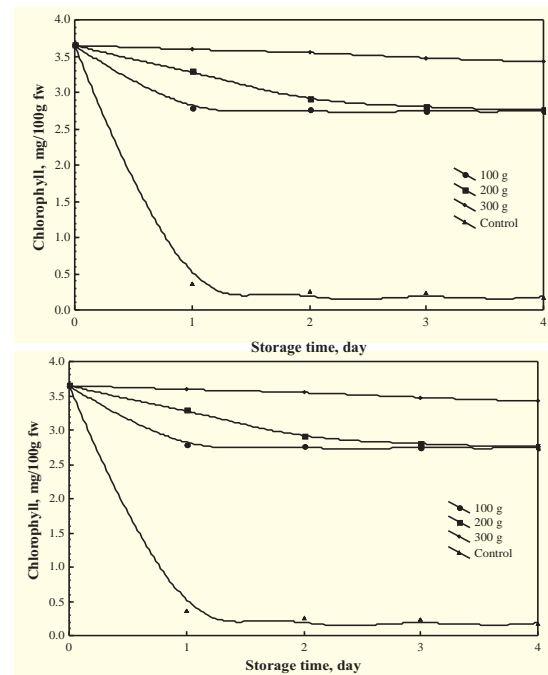 4.0
3.5
3.0
2.5
2.0
1.5
1.0
0.5
0.0
Chlorophyll, mg/100g fw
100 g
200 g
300 g
Control
0 1 2 3 4
Storage time, day
4.0
3.5
3.0
2.5
2.0
1.5
1.0
0.5
0.0
Chlorophyll, mg/100g fw
100 g
200 g
300 g
Control
0 1 2 3 4
Storage time, day